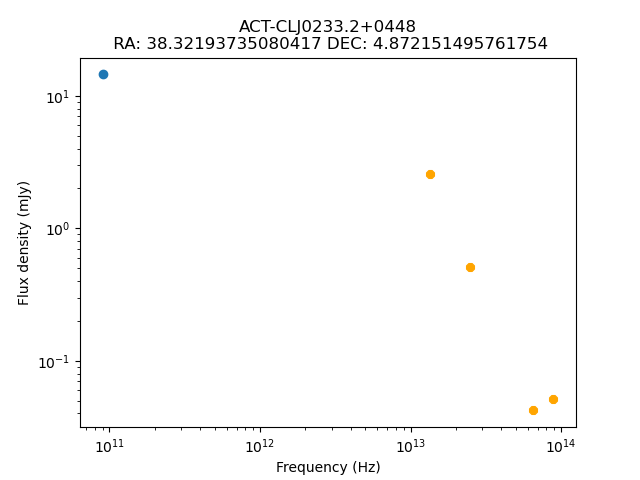 ACT-CLJ0233.2+0448
RA: 38.32193735080417 DEC: 4.872151495761754
Flux density (mJy)
10¹
10⁰
10⁻¹
10¹¹
10¹²
10¹³
10¹⁴
Frequency (Hz)